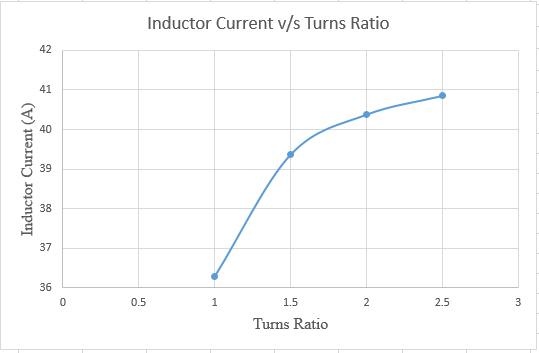 Inductor Current v/s Turns Ratio
42
41
40
39
38
37
36
Inductor Current (A)
0 0.5 1 1.5 2 2.5 3
Turns Ratio